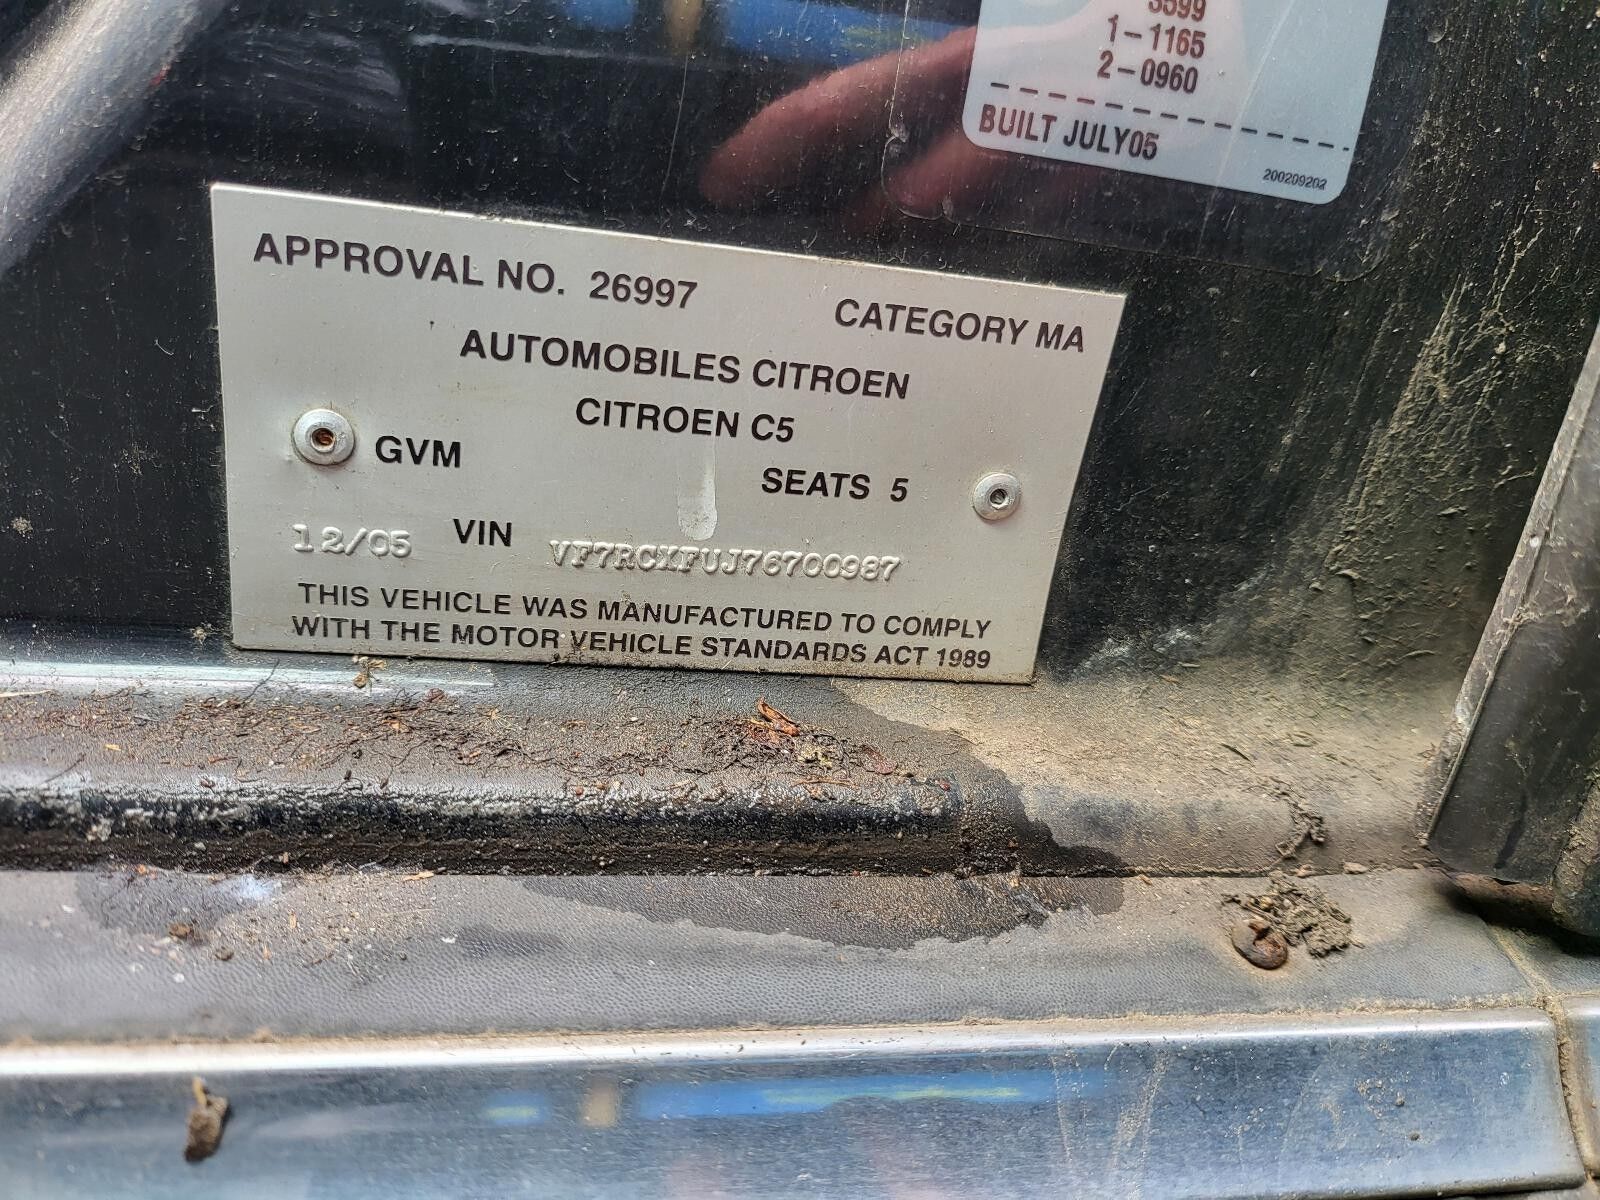 3599
1-1165
2-0960
BUILT JULY05
200209202
APPROVAL NO. 26997
CATEGORY MA
AUTOMOBILES CITROEN
CITROEN C5
GVM
SEATS 5
12/05 VIN VF7RCXFUJ76700987
THIS VEHICLE WAS MANUFACTURED TO COMPLY
WITH THE MOTOR VEHICLE STANDARDS ACT 1989